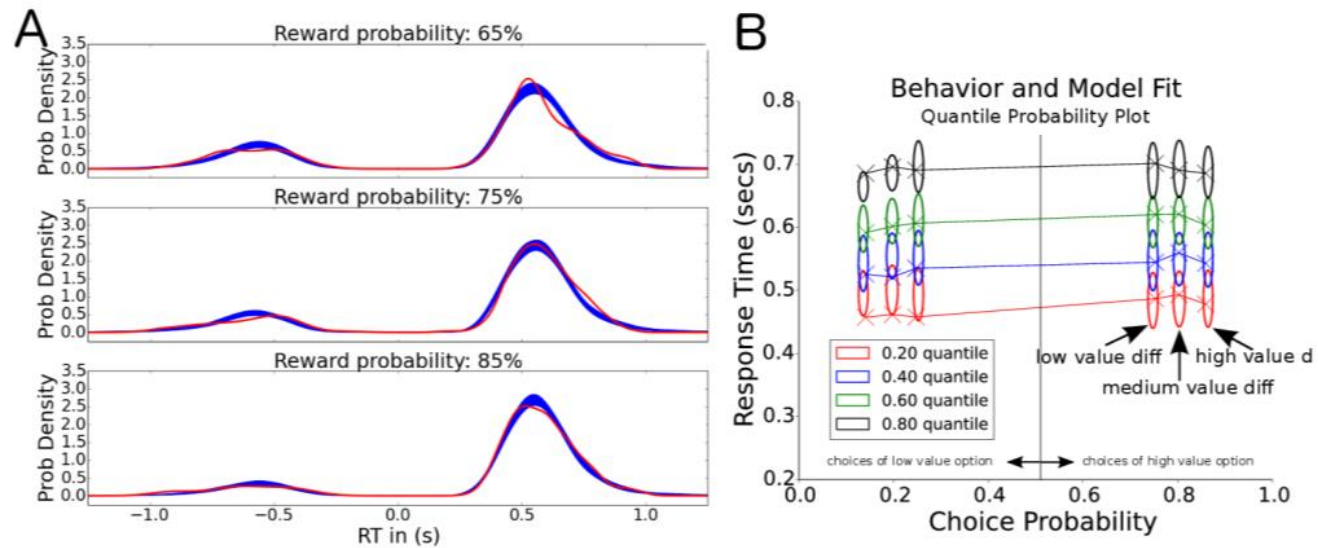 A
Reward probability: 65%
3.5
3.0
2.5
2.0
1.5
1.0
0.5
0.0
Prob Density
Reward probability: 75%
3.5
3.0
2.5
2.0
1.5
1.0
0.5
0.0
Prob Density
Reward probability: 85%
3.5
3.0
2.5
2.0
1.5
1.0
0.5
0.0
Prob Density
−1.0 −0.5 0.0 0.5 1.0
RT in (s)
B
Behavior and Model Fit
Quantile Probability Plot
0.8
0.7
0.6
0.5
0.4
0.3
0.2
Response Time (secs)
low value diff high value d
medium value diff
0.20 quantile
0.40 quantile
0.60 quantile
0.80 quantile
choices of low value option choices of high value option
0.0 0.2 0.4 0.6 0.8 1.0
Choice Probability